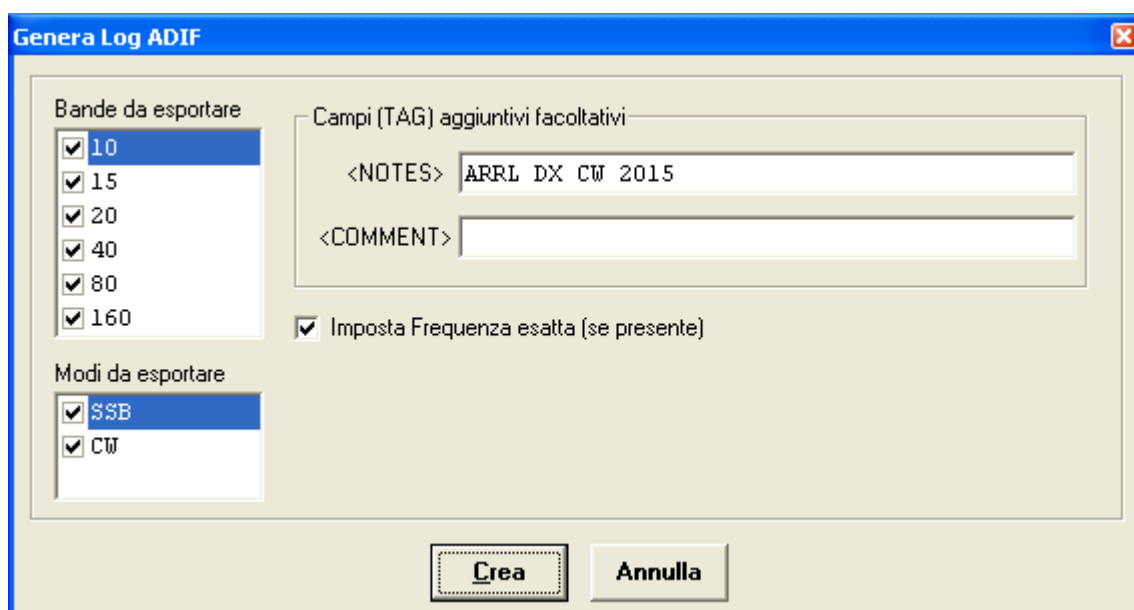 Genera Log ADIF
Bande da esportare
10
15
20
40
80
160
Modi da esportare
SSB
CW
Campi (TAG) aggiuntivi facoltativi
<NOTES> ARRL DX CW 2015
<COMMENT>
Imposta Frequenza esatta (se presente)
Crea Annulla